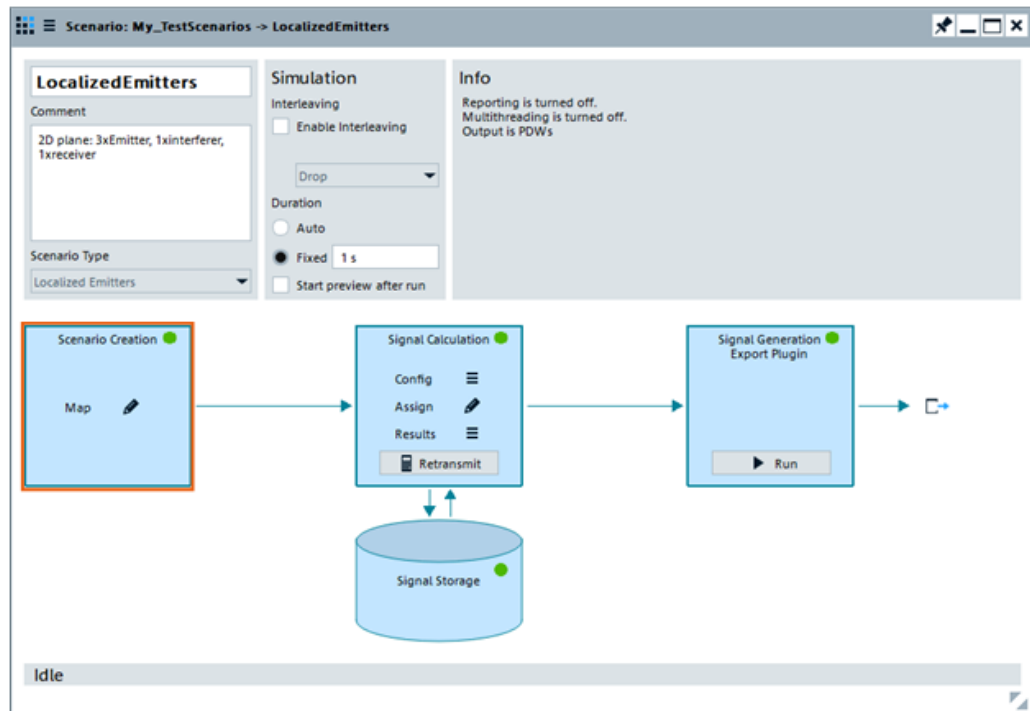 Scenario: My_TestScenarios -> LocalizedEmitters
LocalizedEmitters
Comment
2D plane: 3xEmitter, 1xinterferer,
1xreceiver
Scenario Type
Localized Emitters
Simulation
Interleaving
Enable Interleaving
Drop
Duration
Auto
Fixed 1 s
Start preview after run
Info
Reporting is turned off.
Multithreading is turned off.
Output is PDWs
Scenario Creation
Map
Signal Calculation
Config
Assign
Results
Retransmit
Signal Generation
Export Plugin
Run
Signal Storage
Idle